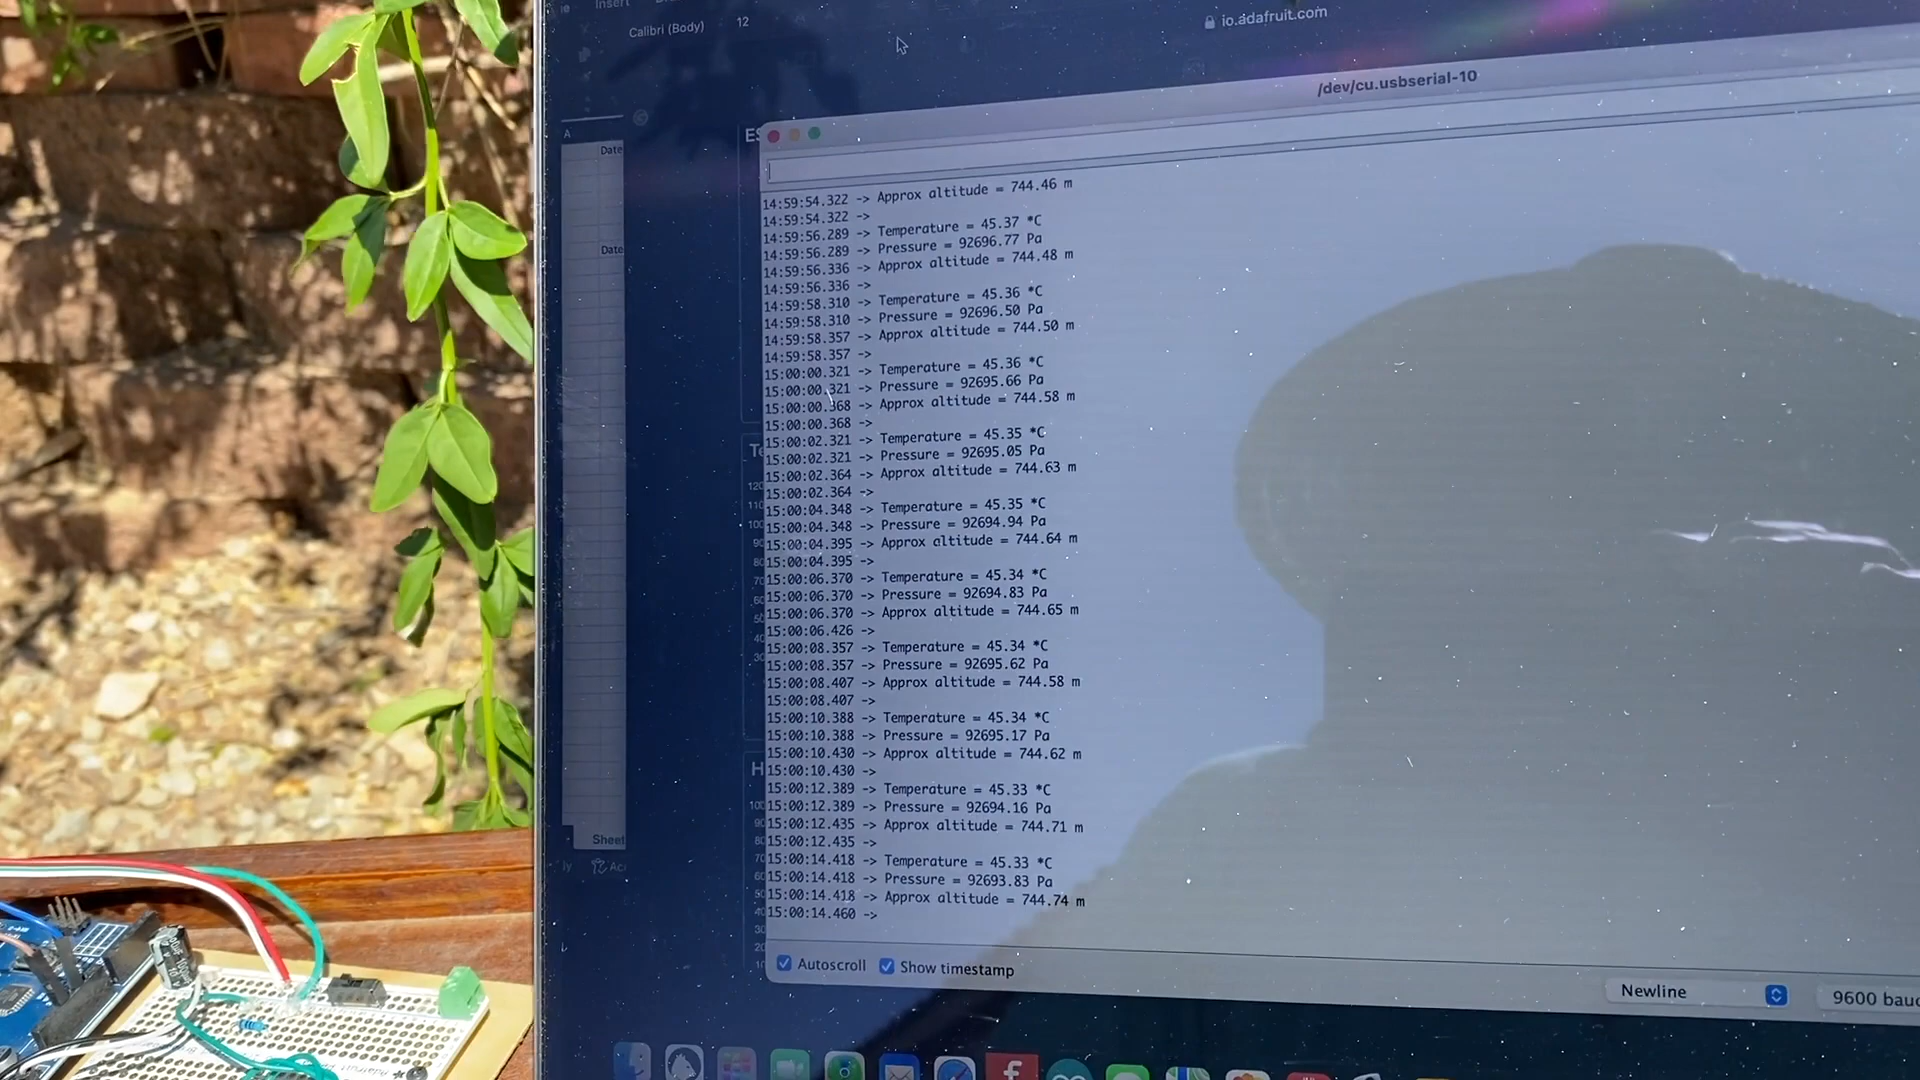 Insert
Calibri (Body)
12
io.adafruit.com
/dev/cu.usbserial-10
A
Date
Date
14:59:54.322 -> Approx altitude = 744.46 m
14:59:54.322 ->
14:59:56.289 -> Temperature = 45.37 *C
14:59:56.289 -> Pressure = 92696.77 Pa
14:59:56.336 -> Approx altitude = 744.48 m
14:59:56.336 ->
14:59:58.310 -> Temperature = 45.36 *C
14:59:58.310 -> Pressure = 92696.50 Pa
14:59:58.357 -> Approx altitude = 744.50 m
14:59:58.357 ->
15:00:00.321 -> Temperature = 45.36 *C
15:00:00.321 -> Pressure = 92695.66 Pa
15:00:00.368 -> Approx altitude = 744.58 m
15:00:00.368 ->
15:00:02.321 -> Temperature = 45.35 *C
15:00:02.321 -> Pressure = 92695.05 Pa
15:00:02.364 -> Approx altitude = 744.63 m
15:00:02.364 ->
15:00:04.348 -> Temperature = 45.35 *C
15:00:04.348 -> Pressure = 92694.94 Pa
15:00:04.395 -> Approx altitude = 744.64 m
15:00:04.395 ->
15:00:06.370 -> Temperature = 45.34 *C
15:00:06.370 -> Pressure = 92694.83 Pa
15:00:06.370 -> Approx altitude = 744.65 m
15:00:06.426 ->
15:00:08.357 -> Temperature = 45.34 *C
15:00:08.357 -> Pressure = 92695.62 Pa
15:00:08.407 -> Approx altitude = 744.58 m
15:00:08.407 ->
15:00:10.388 -> Temperature = 45.34 *C
15:00:10.388 -> Pressure = 92695.17 Pa
15:00:10.430 -> Approx altitude = 744.62 m
15:00:10.430 ->
15:00:12.389 -> Temperature = 45.33 *C
15:00:12.389 -> Pressure = 92694.16 Pa
15:00:12.435 -> Approx altitude = 744.71 m
15:00:12.435 ->
15:00:14.418 -> Temperature = 45.33 *C
15:00:14.418 -> Pressure = 92693.83 Pa
15:00:14.418 -> Approx altitude = 744.74 m
15:00:14.460 ->
Sheet
Autoscroll
Show timestamp
Newline
9600 bauc